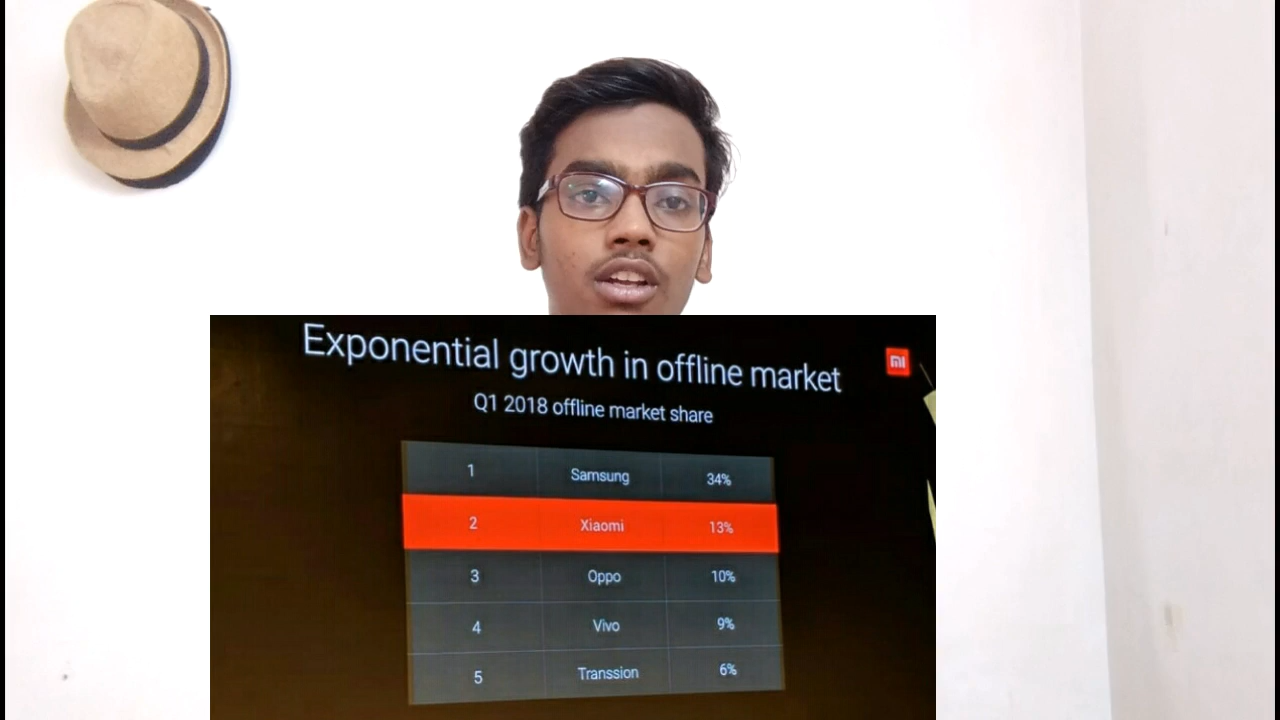 Exponential growth in offline market
mi
Q1 2018 offline market share
1 Samsung 34%
2 Xiaomi 13%
3 Oppo 10%
4 Vivo 9%
5 Transsion 6%